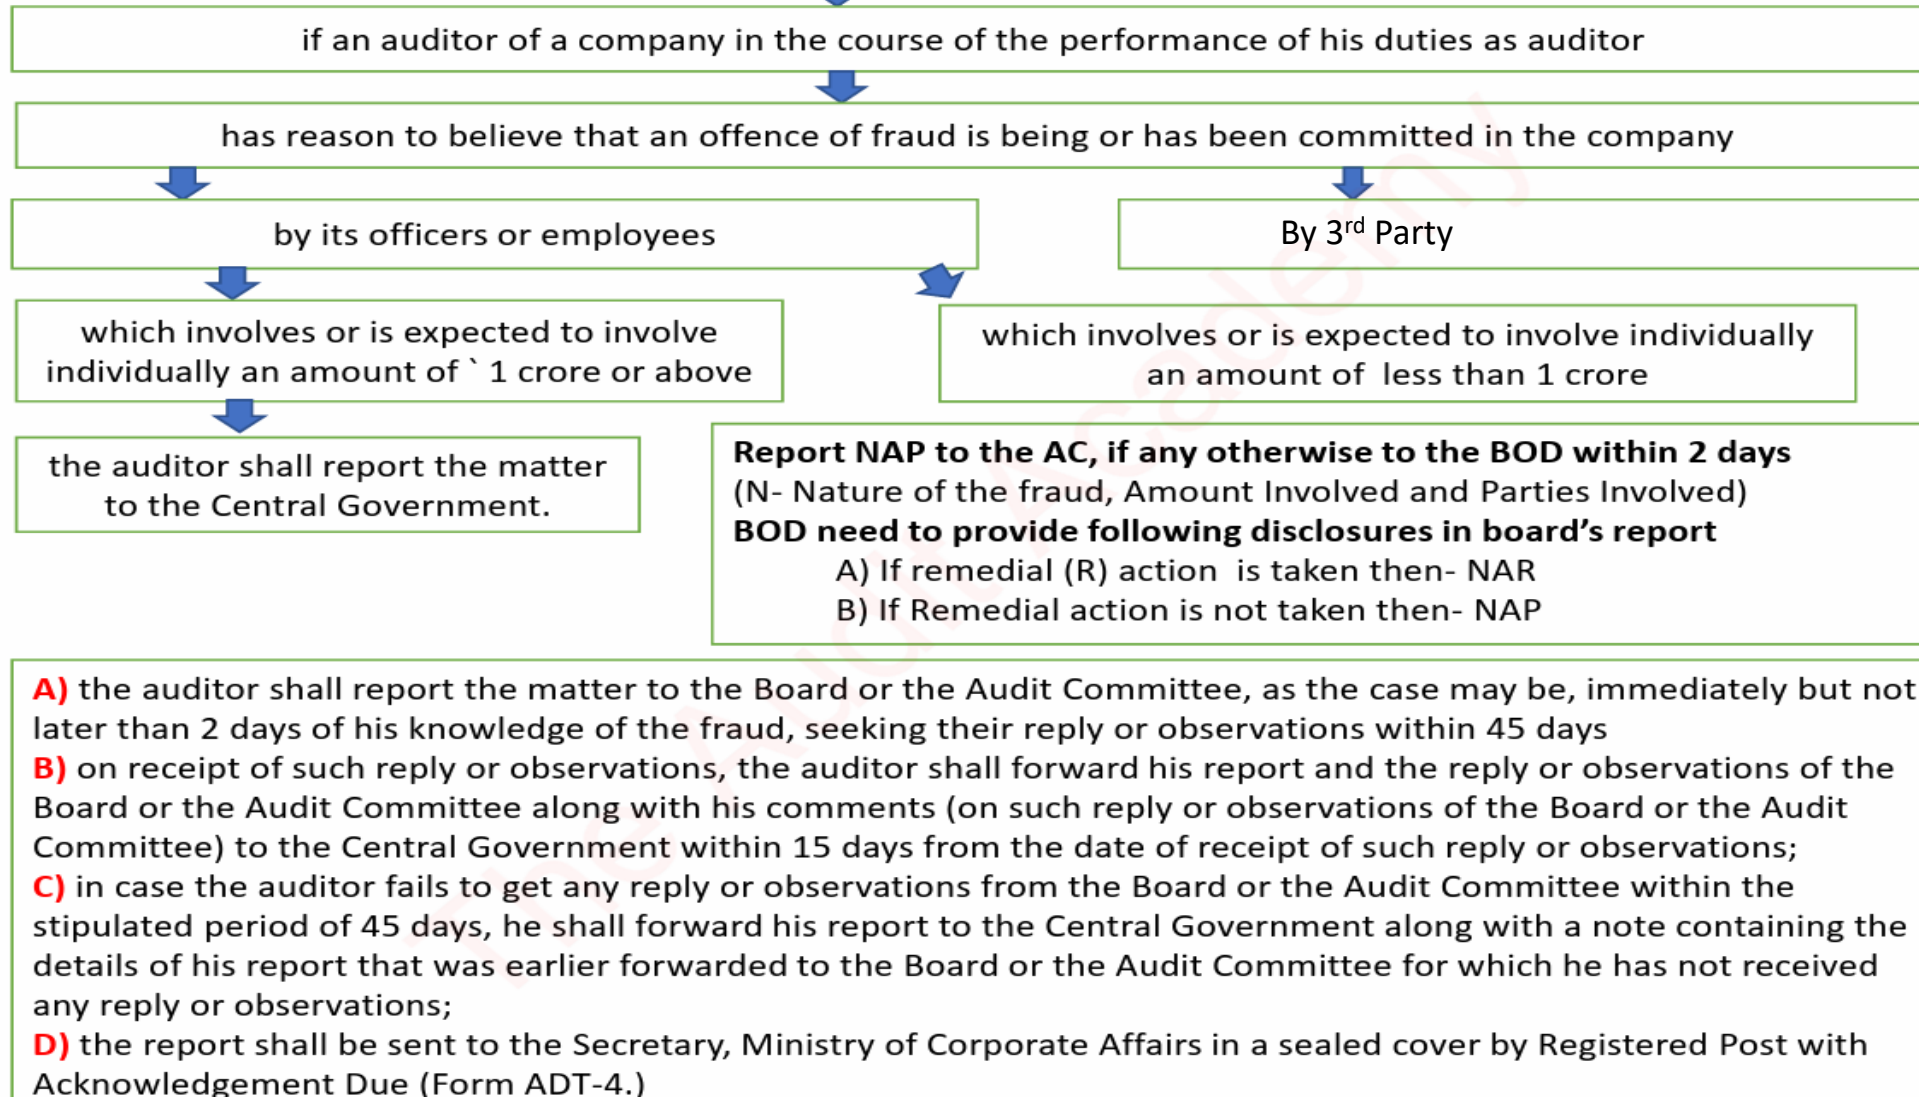 if an auditor of a company in the course of the performance of his duties as auditor
has reason to believe that an offence of fraud is being or has been committed in the company
by its officers or employees
By 3rd Party
which involves or is expected to involve
individually an amount of ` 1 crore or above
which involves or is expected to involve individually
an amount of  less than 1 crore
the auditor shall report the matter
to the Central Government.
Report NAP to the AC, if any otherwise to the BOD within 2 days
(N- Nature of the fraud, Amount Involved and Parties Involved)
BOD need to provide following disclosures in board’s report
A) If remedial (R) action  is taken then- NAR
B) If Remedial action is not taken then- NAP
A) the auditor shall report the matter to the Board or the Audit Committee, as the case may be, immediately but not
later than 2 days of his knowledge of the fraud, seeking their reply or observations within 45 days
B) on receipt of such reply or observations, the auditor shall forward his report and the reply or observations of the
Board or the Audit Committee along with his comments (on such reply or observations of the Board or the Audit
Committee) to the Central Government within 15 days from the date of receipt of such reply or observations;
C) in case the auditor fails to get any reply or observations from the Board or the Audit Committee within the
stipulated period of 45 days, he shall forward his report to the Central Government along with a note containing the
details of his report that was earlier forwarded to the Board or the Audit Committee for which he has not received
any reply or observations;
D) the report shall be sent to the Secretary, Ministry of Corporate Affairs in a sealed cover by Registered Post with
Acknowledgement Due (Form ADT-4.)
The Audit Academy